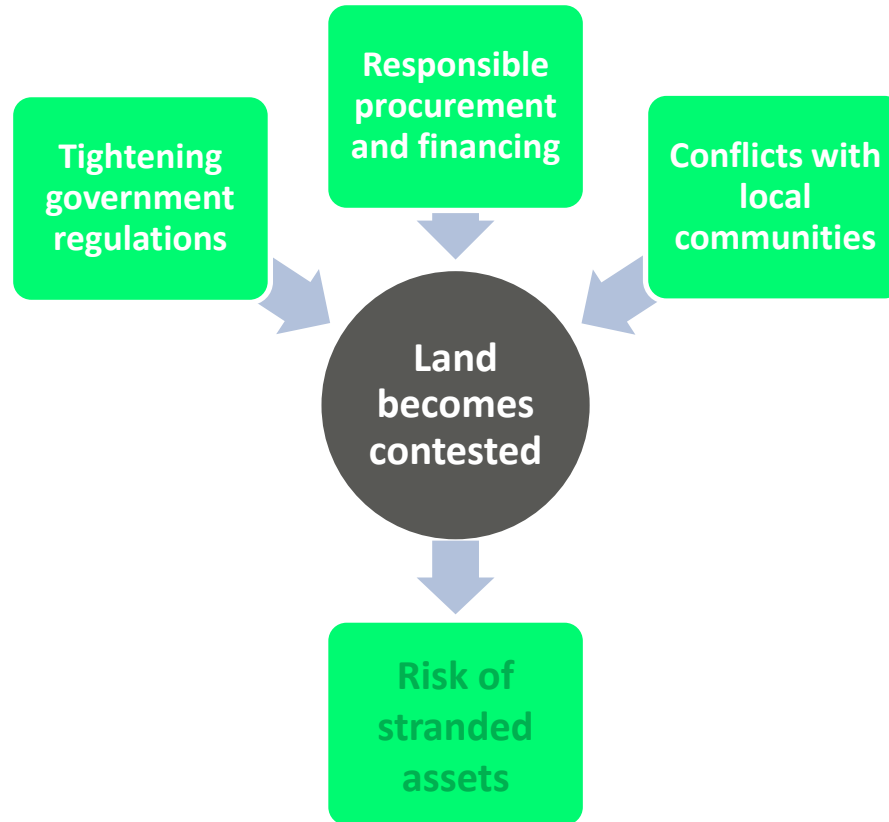 Tightening
government
regulations
Responsible
procurement
and financing
Conflicts with
local
communities
Land
becomes
contested
Risk of
stranded
assets